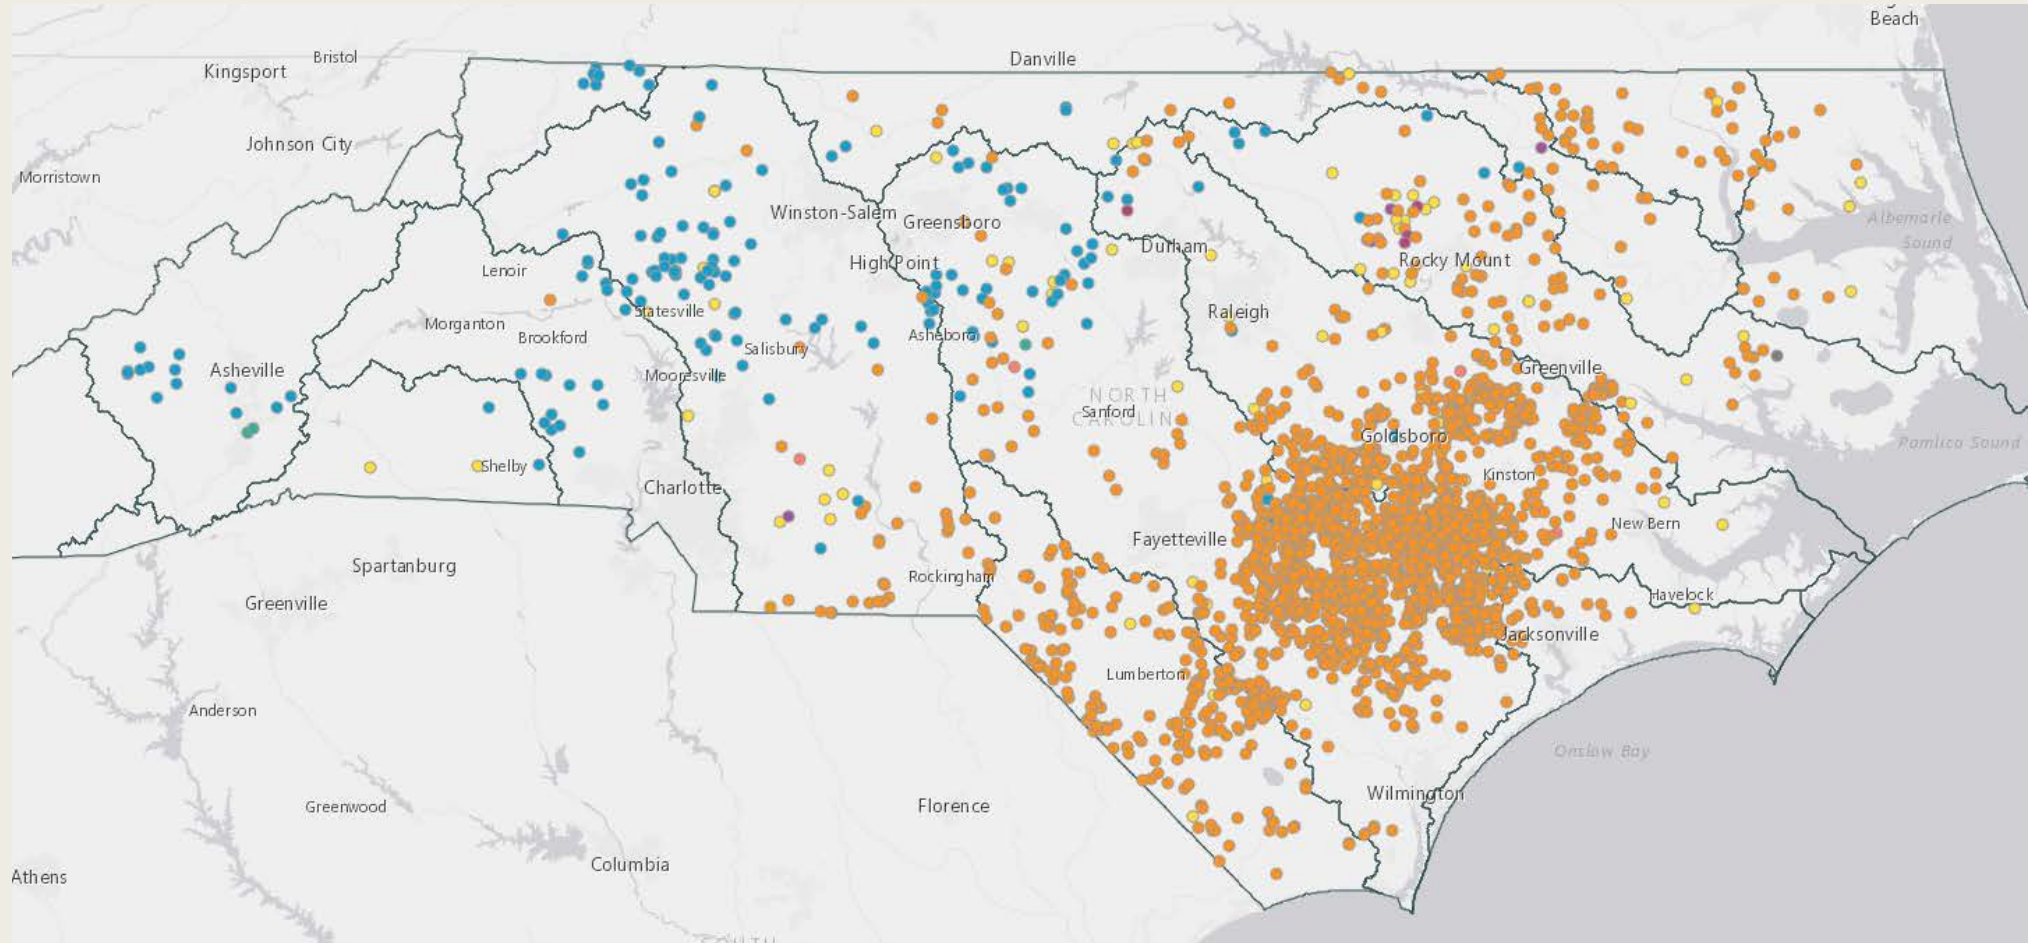 Beach
Bristol
Danville
Kingsport
Johnson City
Morristown
Winston-Salem
Greensboro
Albemarle
Sound
Durham
High Point
Rocky Mount
Lenoir
Statesville
Raleigh
Morganton
Brookford
Asheboro
Salisbury
Asheville
Mooresville
Greenville
NORTH
CAROLIN
Sanford
Goldsboro
Pamlico Sound
Shelby
Kinston
Charlotte
New Bern
Fayetteville
Spartanburg
Rockingham
Greenville
Havelock
Jacksonville
Lumberton
Anderson
Onslow Bay
Greenwood
Florence
Wilmington
Columbia
Athens